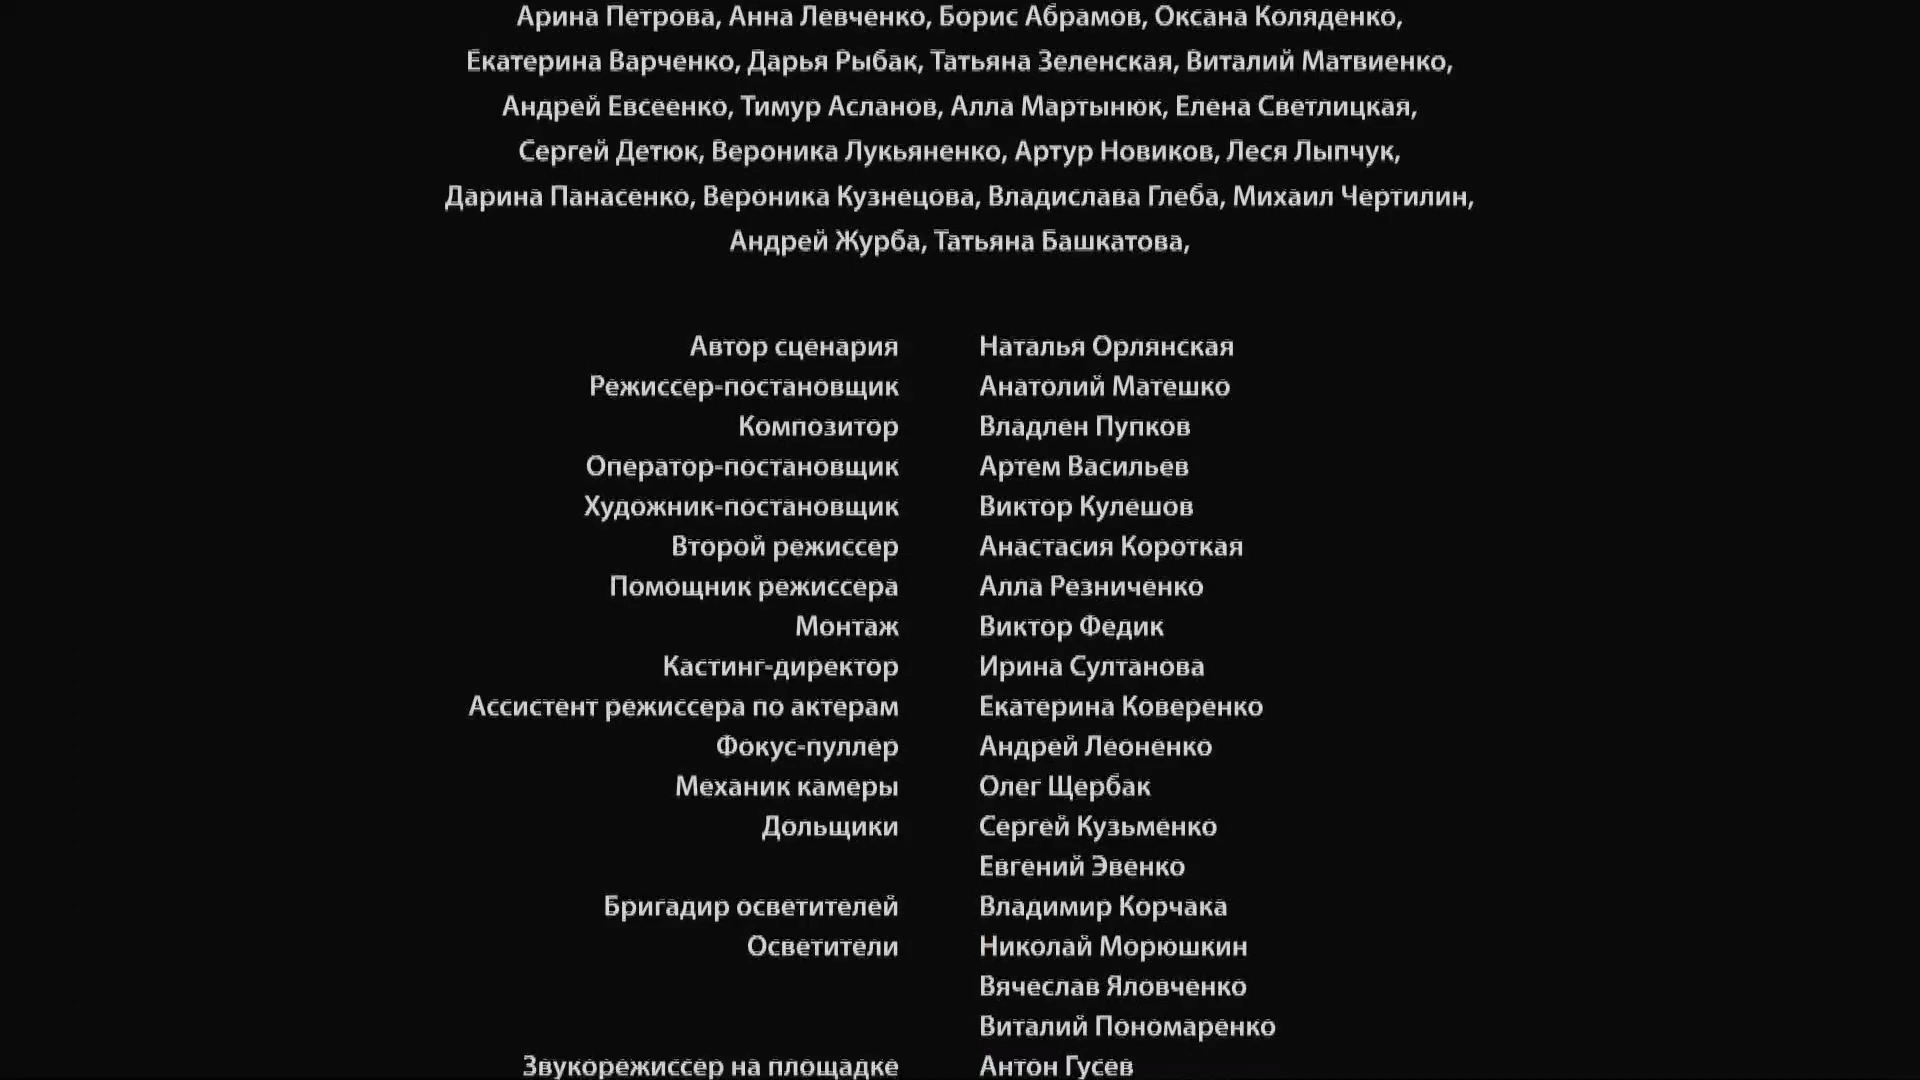 Арина Петрова, Анна Левченко, Борис Абрамов, Оксана Коляденко,
Екатерина Варченко, Дарья Рыбак, Татьяна Зеленская, Виталий Матвиенко,
Андрей Евсеенко, Тимур Асланов, Алла Мартынюк, Елена Светлицкая,
Сергей Детюк, Вероника Лукьяненко, Артур Новиков, Леся Лыпчук,
Дарина Панасенко, Вероника Кузнецова, Владислава Глеба, Михаил Чертилин,
Андрей Журба, Татьяна Башкатова,
Автор сценария Наталья Орлянская
Режиссер-постановщик Анатолий Матешко
Композитор Владлен Пупков
Оператор-постановщик Артем Васильев
Художник-постановщик Виктор Кулешов
Второй режиссер Анастасия Короткая
Помощник режиссера Алла Резниченко
Монтаж Виктор Федик
Кастинг-директор Ирина Султанова
Ассистент режиссера по актерам Екатерина Коверенко
Фокус-пуллер Андрей Леоненко
Механик камеры Олег Щербак
Дольщики Сергей Кузьменко
Евгений Эвенко
Бригадир осветителей Владимир Корчака
Осветители Николай Морюшкин
Вячеслав Яловченко
Виталий Пономаренко
Звукорежиссер на площадке Антон Гусев